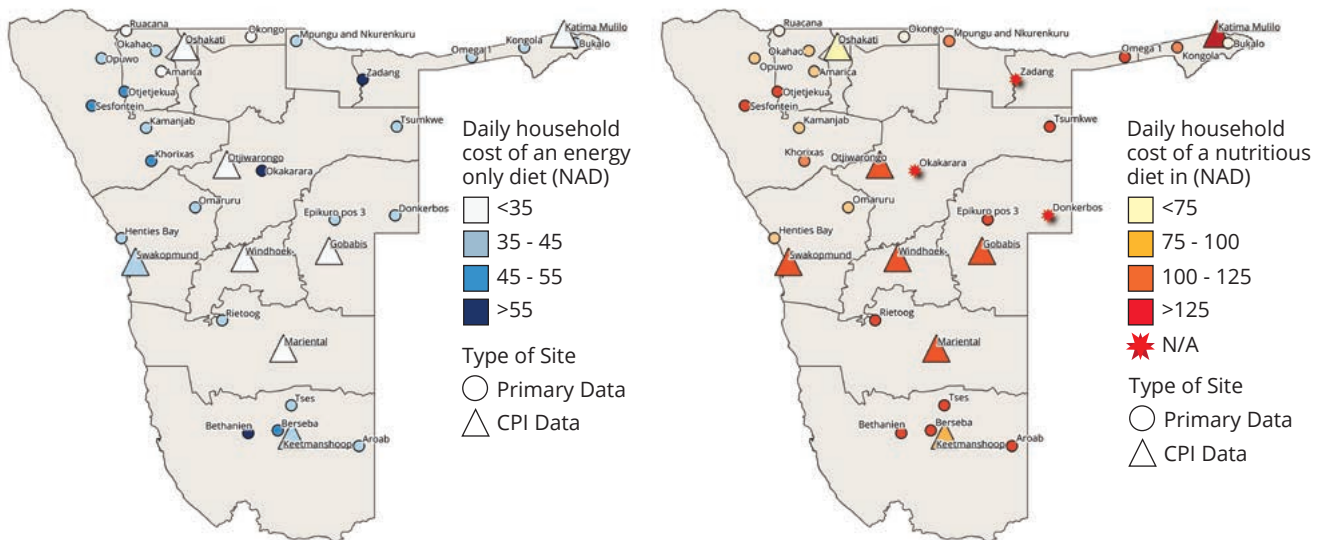 Ruacana
Okongo
Katima Mulilo
Okahao
Oshakati
Mpungu and Nkurenkuru
Kongola
Bukalo
Opuwo
Omega 1
Amarica
Zadang
Otjetjekua
Sesfontein
25
Kamanjab
Tsumkwe
Khorixas
Otjiwarongo
Okakarara
Omaruru
Epikuro pos 3
Donkerbos
Henties Bay
Swakopmund
Windhoek
Gobabis
Rietoog
Mariental
Tses
Bethanien
Berseba
Keetmanshoop
Aroab
Daily household
cost of an energy
only diet (NAD)
<35
35 - 45
45 - 55
>55
Type of Site
Primary Data
CPI Data
Ruacana
Okongo
Katima Mulilo
Okahao
Oshakati
Mpungu and Nkurenkuru
Bukalo
Opuwo
Omega 1
Kongola
Amarica
Zadang
Otjetjekua
Sesfontein
25
Kamanjab
Tsumkwe
Khorixas
Otjiwarongo
Okakarara
Omaruru
Epikuro pos 3
Donkerbos
Henties Bay
Swakopmund
Windhoek
Gobabis
Rietoog
Mariental
Tses
Bethanien
Berseba
Keetmanshoop
Aroab
Daily household
cost of a nutritious
diet in (NAD)
<75
75 - 100
100 - 125
>125
N/A
Type of Site
Primary Data
CPI Data